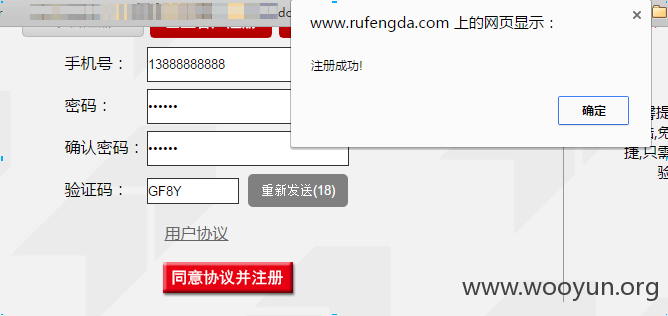 www.rufengda.com 上的网页显示：
注册成功!
确定
手机号： 13888888888
密码： ••••••
确认密码： ••••••
验证码： GF8Y 重新发送(18)
用户协议
同意协议并注册
捷,只需
验
www.wooyun.org